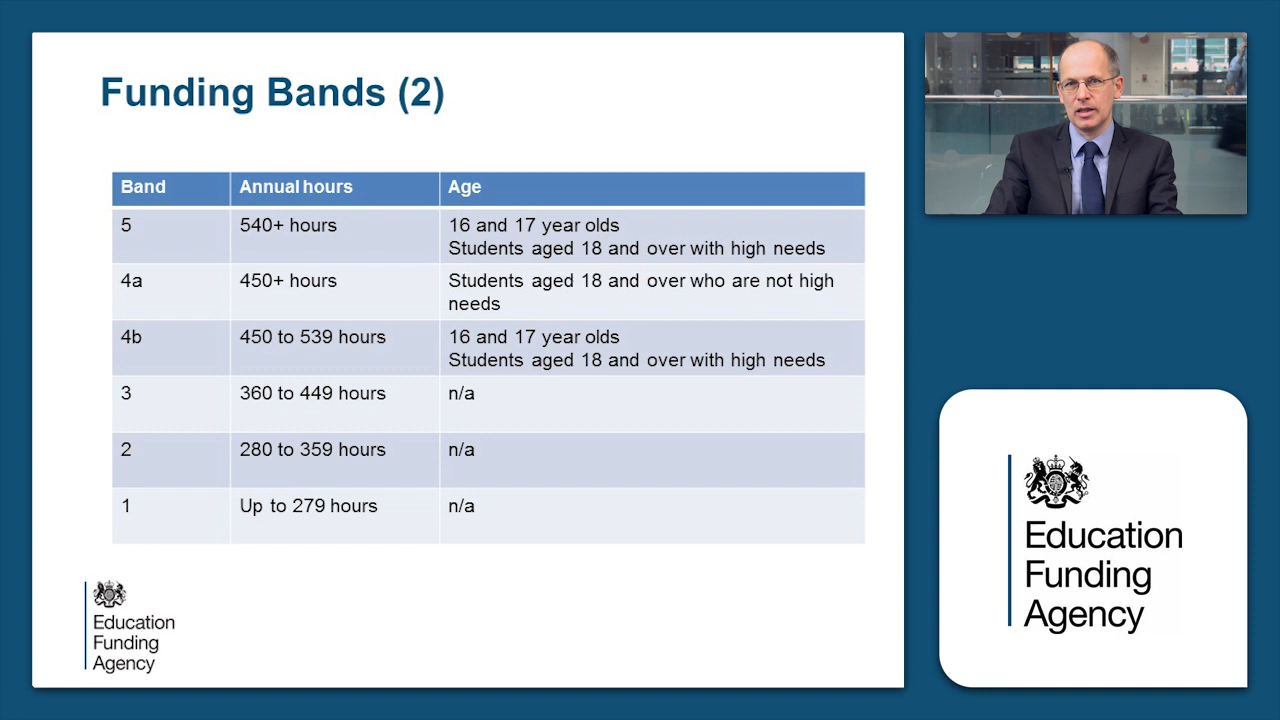 Funding Bands (2)
Band Annual hours Age
5 540+ hours 16 and 17 year olds
Students aged 18 and over with high needs
4a 450+ hours Students aged 18 and over who are not high
needs
4b 450 to 539 hours 16 and 17 year olds
Students aged 18 and over with high needs
3 360 to 449 hours n/a
2 280 to 359 hours n/a
1 Up to 279 hours n/a
Education
Funding
Agency
Education
Funding
Agency